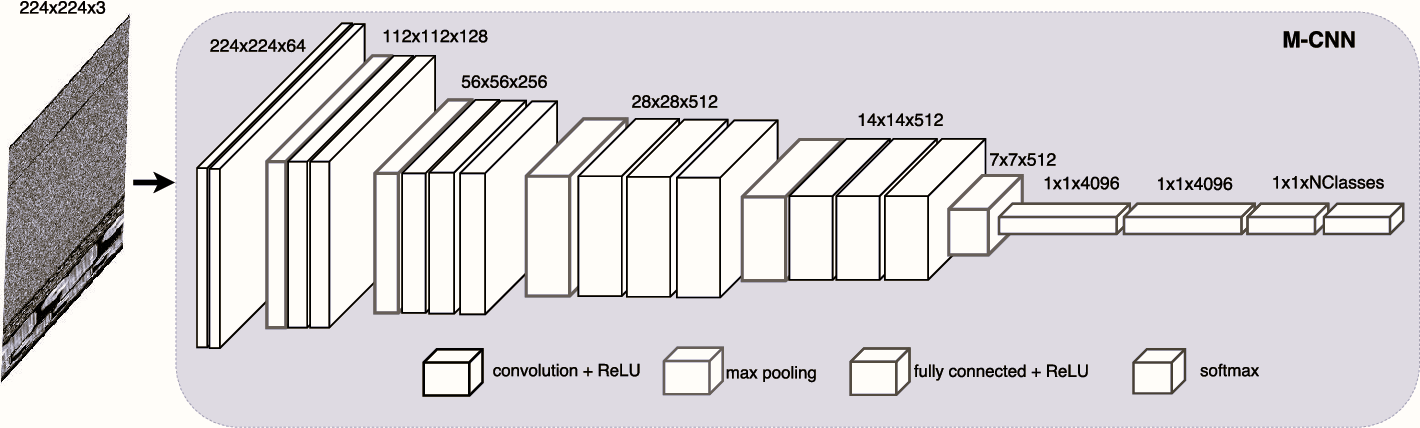 224x224x3
M-CNN
224x224x64
112x112x128
56x56x256
28x28x512
14x14x512
7x7x512
1x1x4096
1x1x4096
1x1xNClasses
convolution + ReLU
max pooling
fully connected + ReLU
softmax